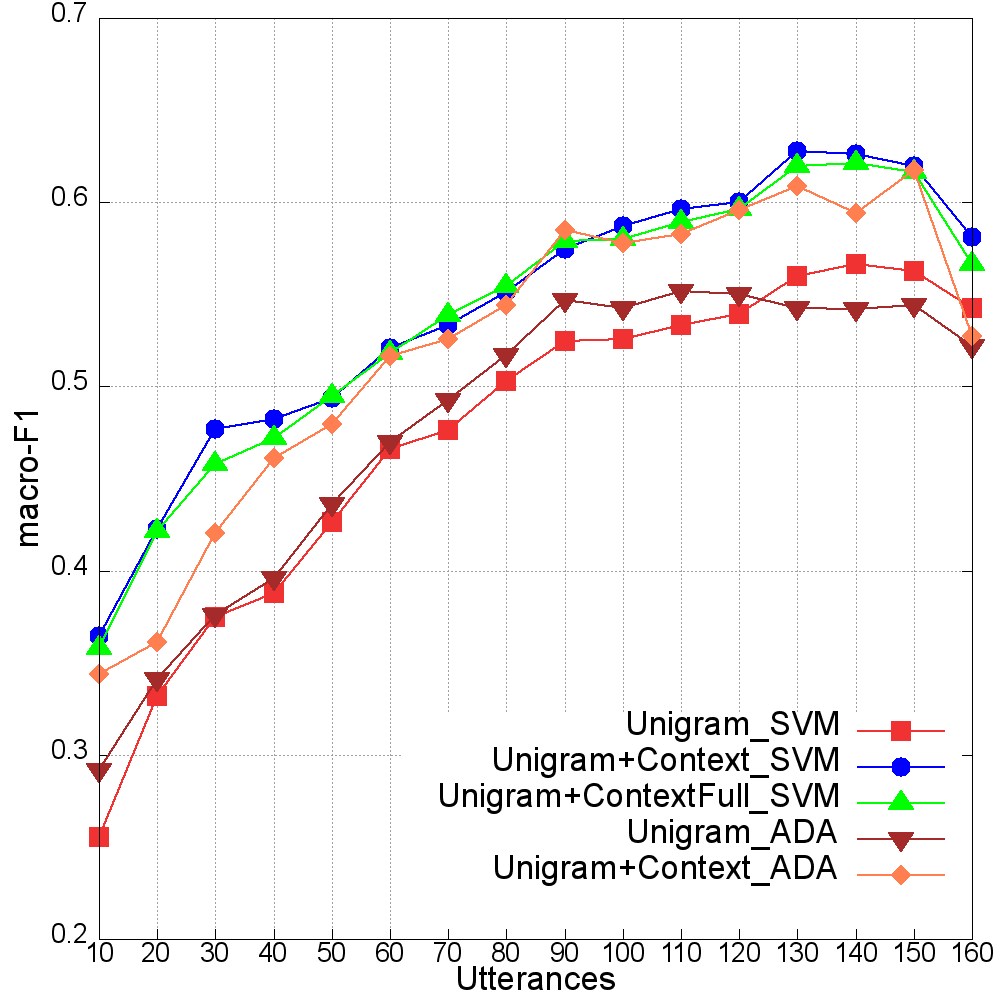 0.7
0.6
0.5
0.4
0.3
0.2
macro-F1
Unigram_SVM
Unigram+Context_SVM
Unigram+ContextFull_SVM
Unigram_ADA
Unigram+Context_ADA
10 20 30 40 50 60 70 80 90 100 110 120 130 140 150 160
Utterances